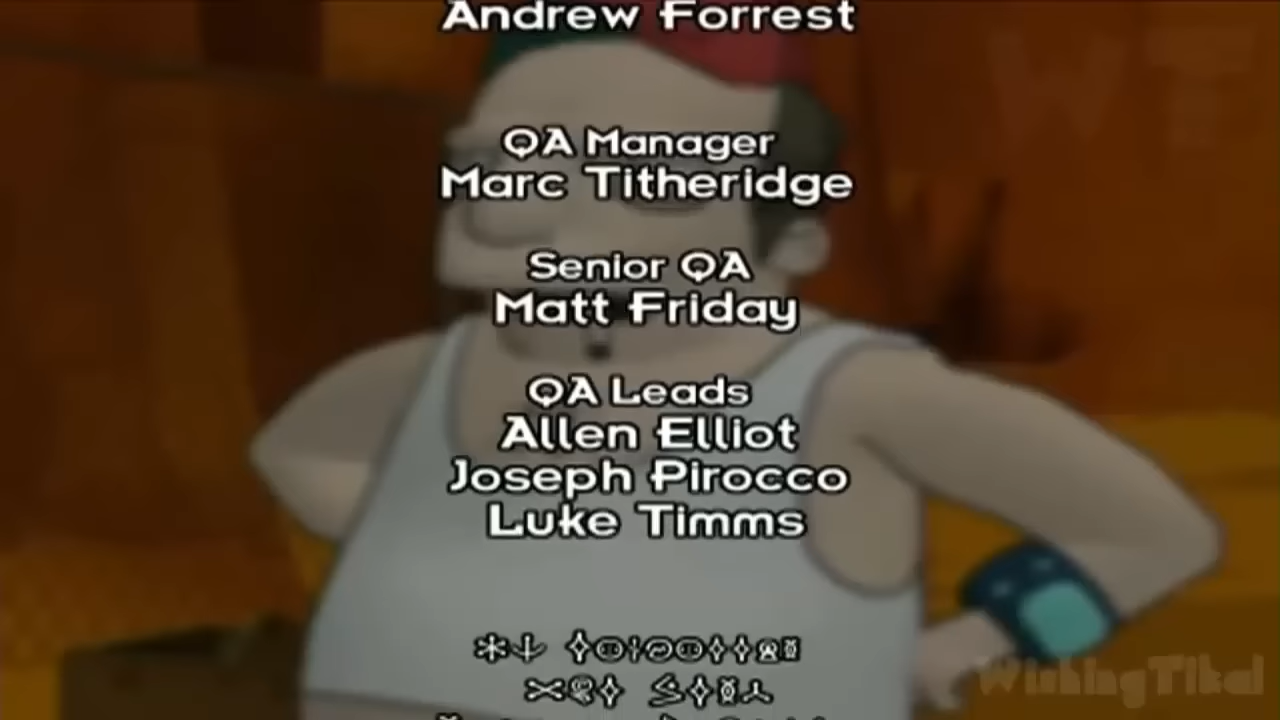 Andrew Forrest
QA Manager
Marc Titheridge
Senior QA
Matt Friday
QA Leads
Allen Elliot
Joseph Pirocco
Luke Timms
WishingTikal